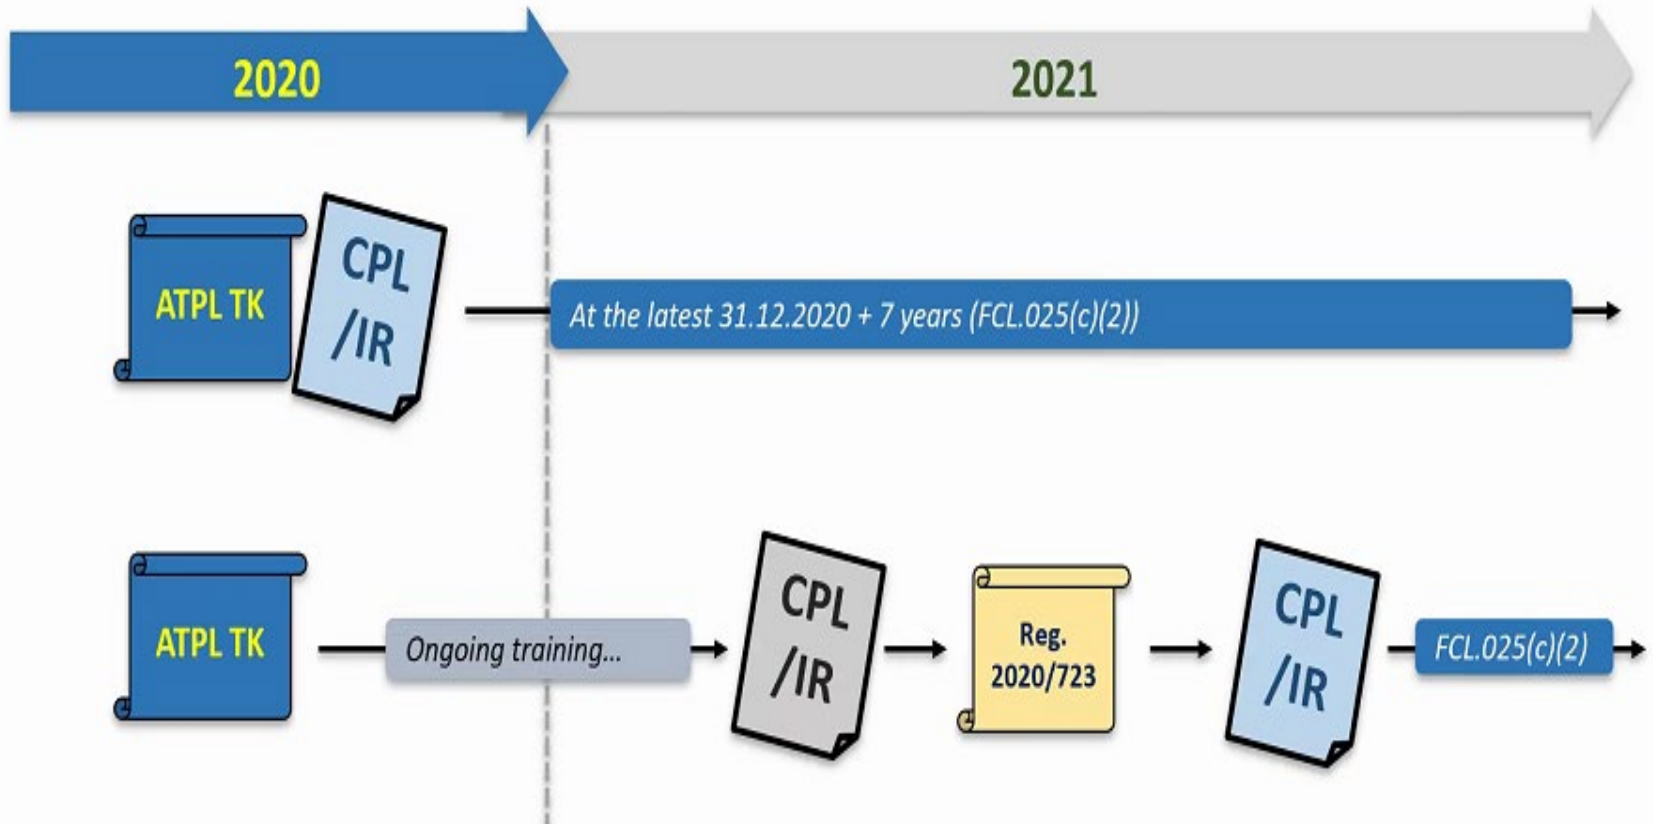 2020
2021
ATPL TK
CPL
/IR
At the latest 31.12.2020 + 7 years (FCL.025(c)(2))
ATPL TK
Ongoing training...
CPL
/IR
Reg.
2020/723
CPL
/IR
FCL.025(c)(2)